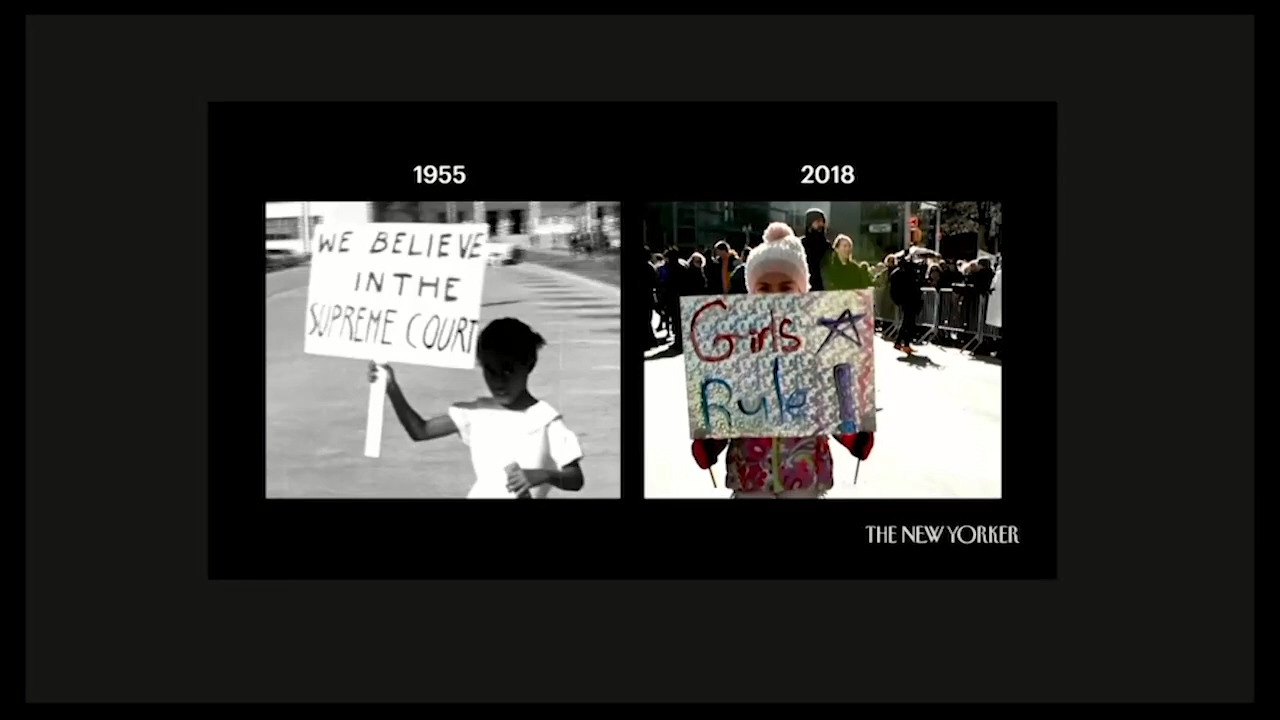 1955
2018
WE BELIEVE
IN THE
SUPREME COURT
Girls
Rule!
THE NEW YORKER